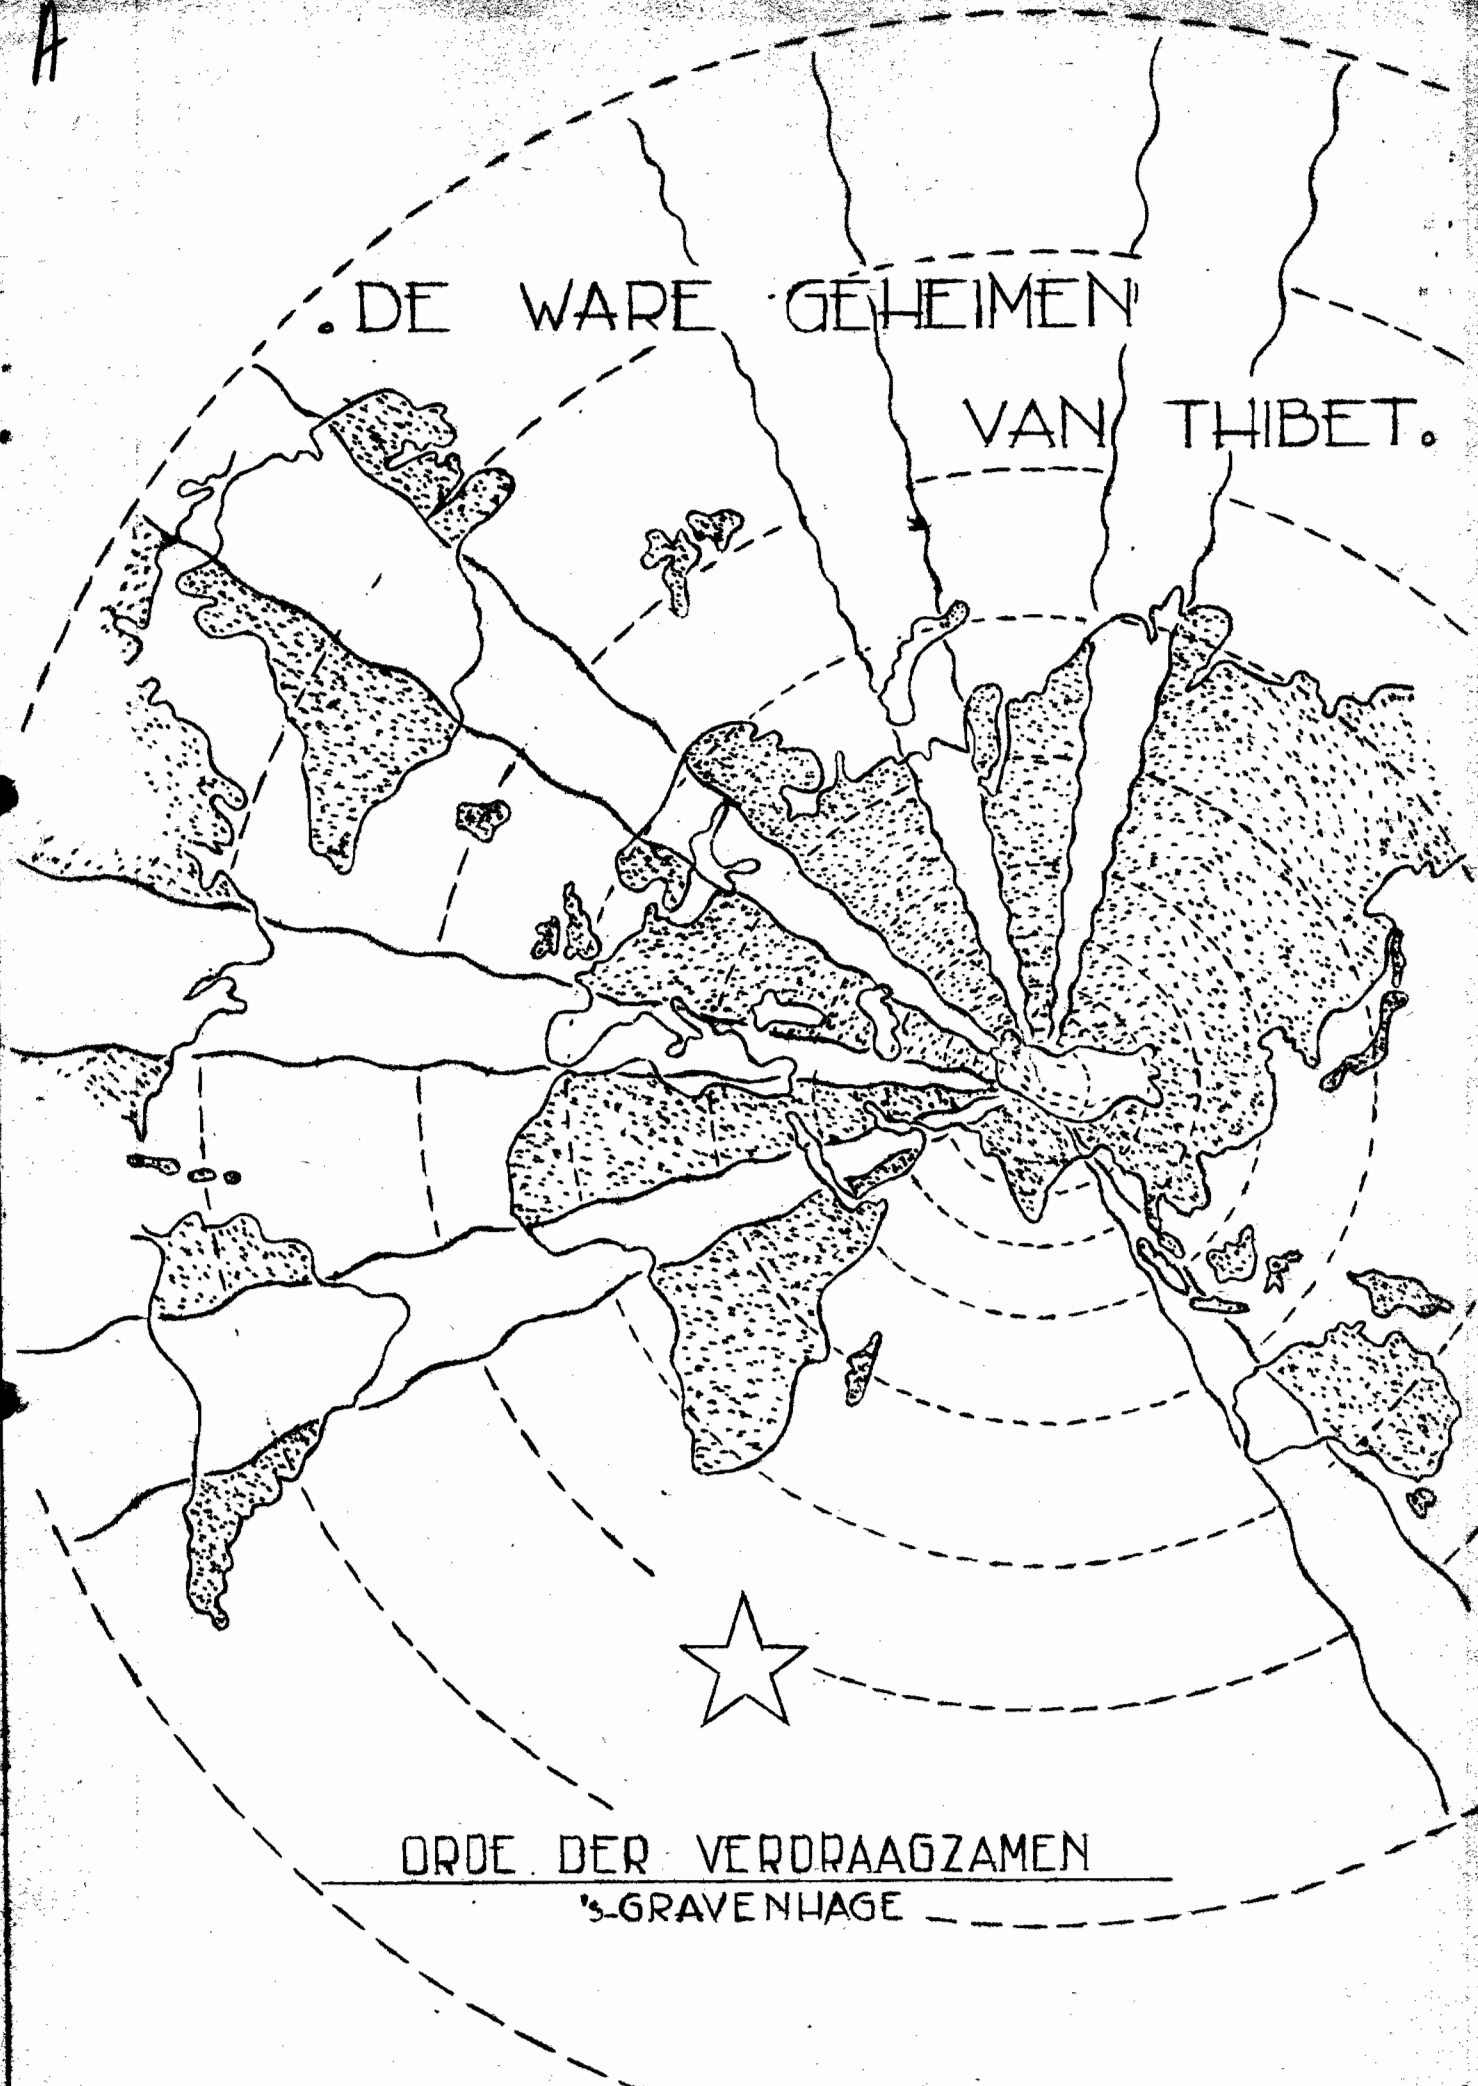 A
.DE WARE GEHEIMEN
VAN THIBET.
ORDE DER VERDRAAGZAMEN
's-GRAVENHAGE